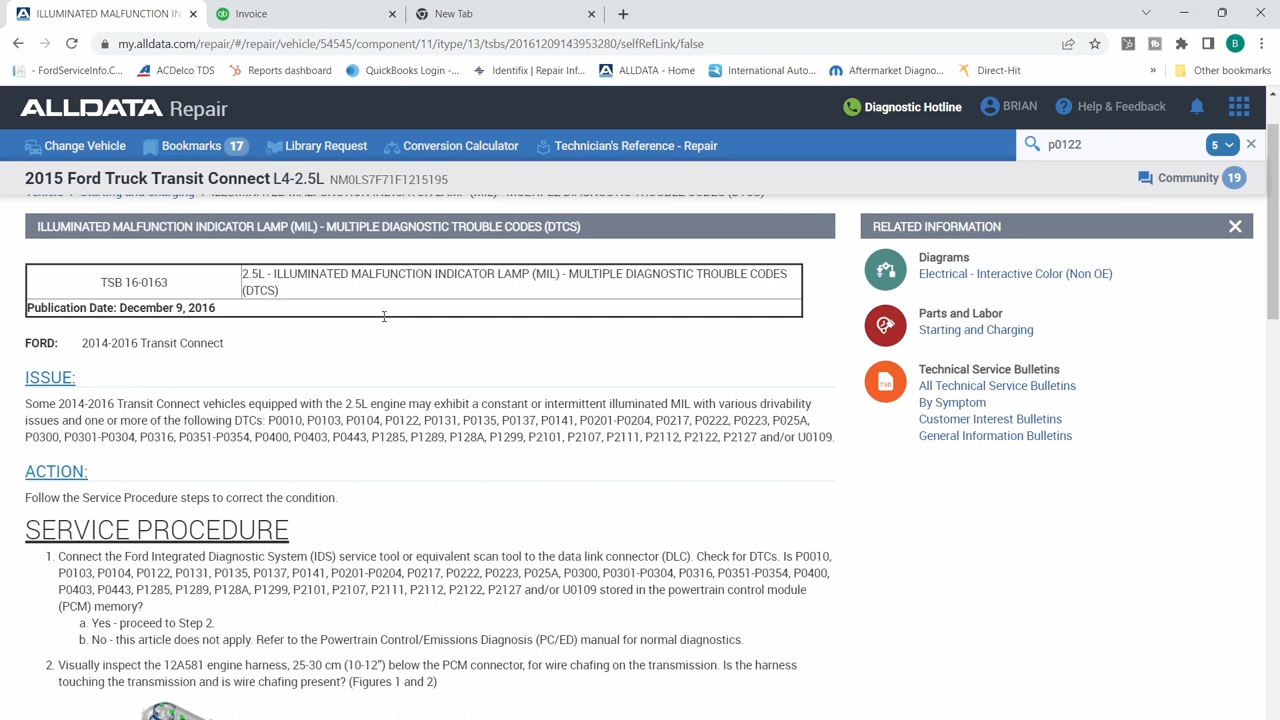 ILLUMINATED MALFUNCTION IN
Invoice
New Tab
my.alldata.com/repair/#/repair/vehicle/54545/component/11/itype/13/tsbs/20161209143953280/selfRefLink/false
B
- FordServiceInfo.C...
ACDelco TDS
Reports dashboard
QuickBooks Login -...
Identifix | Repair Inf...
ALLDATA - Home
International Auto...
Aftermarket Diagno...
Direct-Hit
»
Other bookmarks
ALLDATA Repair
Diagnostic Hotline
BRIAN
Help & Feedback
Change Vehicle
Bookmarks 17
Library Request
Conversion Calculator
Technician's Reference - Repair
p0122
5
2015 Ford Truck Transit Connect L4-2.5L NM0LS7F71F1215195
Community 19
Vehicle › Starting and Charging › ILLUMINATED MALFUNCTION INDICATOR LAMP (MIL) - MULTIPLE DIAGNOSTIC TROUBLE CODES (DTCS)
ILLUMINATED MALFUNCTION INDICATOR LAMP (MIL) - MULTIPLE DIAGNOSTIC TROUBLE CODES (DTCS)
TSB 16-0163
2.5L - ILLUMINATED MALFUNCTION INDICATOR LAMP (MIL) - MULTIPLE DIAGNOSTIC TROUBLE CODES
(DTCS)
Publication Date: December 9, 2016
FORD: 2014-2016 Transit Connect
ISSUE:
Some 2014-2016 Transit Connect vehicles equipped with the 2.5L engine may exhibit a constant or intermittent illuminated MIL with various drivability
issues and one or more of the following DTCs: P0010, P0103, P0104, P0122, P0131, P0135, P0137, P0141, P0201-P0204, P0217, P0222, P0223, P025A,
P0300, P0301-P0304, P0316, P0351-P0354, P0400, P0403, P0443, P1285, P1289, P128A, P1299, P2101, P2107, P2111, P2112, P2122, P2127 and/or U0109.
ACTION:
Follow the Service Procedure steps to correct the condition.
SERVICE PROCEDURE
1. Connect the Ford Integrated Diagnostic System (IDS) service tool or equivalent scan tool to the data link connector (DLC). Check for DTCs. Is P0010,
P0103, P0104, P0122, P0131, P0135, P0137, P0141, P0201-P0204, P0217, P0222, P0223, P025A, P0300, P0301-P0304, P0316, P0351-P0354, P0400,
P0403, P0443, P1285, P1289, P128A, P1299, P2101, P2107, P2111, P2112, P2122, P2127 and/or U0109 stored in the powertrain control module
(PCM) memory?
a. Yes - proceed to Step 2.
b. No - this article does not apply. Refer to the Powertrain Control/Emissions Diagnosis (PC/ED) manual for normal diagnostics.
2. Visually inspect the 12A581 engine harness, 25-30 cm (10-12") below the PCM connector, for wire chafing on the transmission. Is the harness
touching the transmission and is wire chafing present? (Figures 1 and 2)
RELATED INFORMATION
Diagrams
Electrical - Interactive Color (Non OE)
Parts and Labor
Starting and Charging
TSB
Technical Service Bulletins
All Technical Service Bulletins
By Symptom
Customer Interest Bulletins
General Information Bulletins